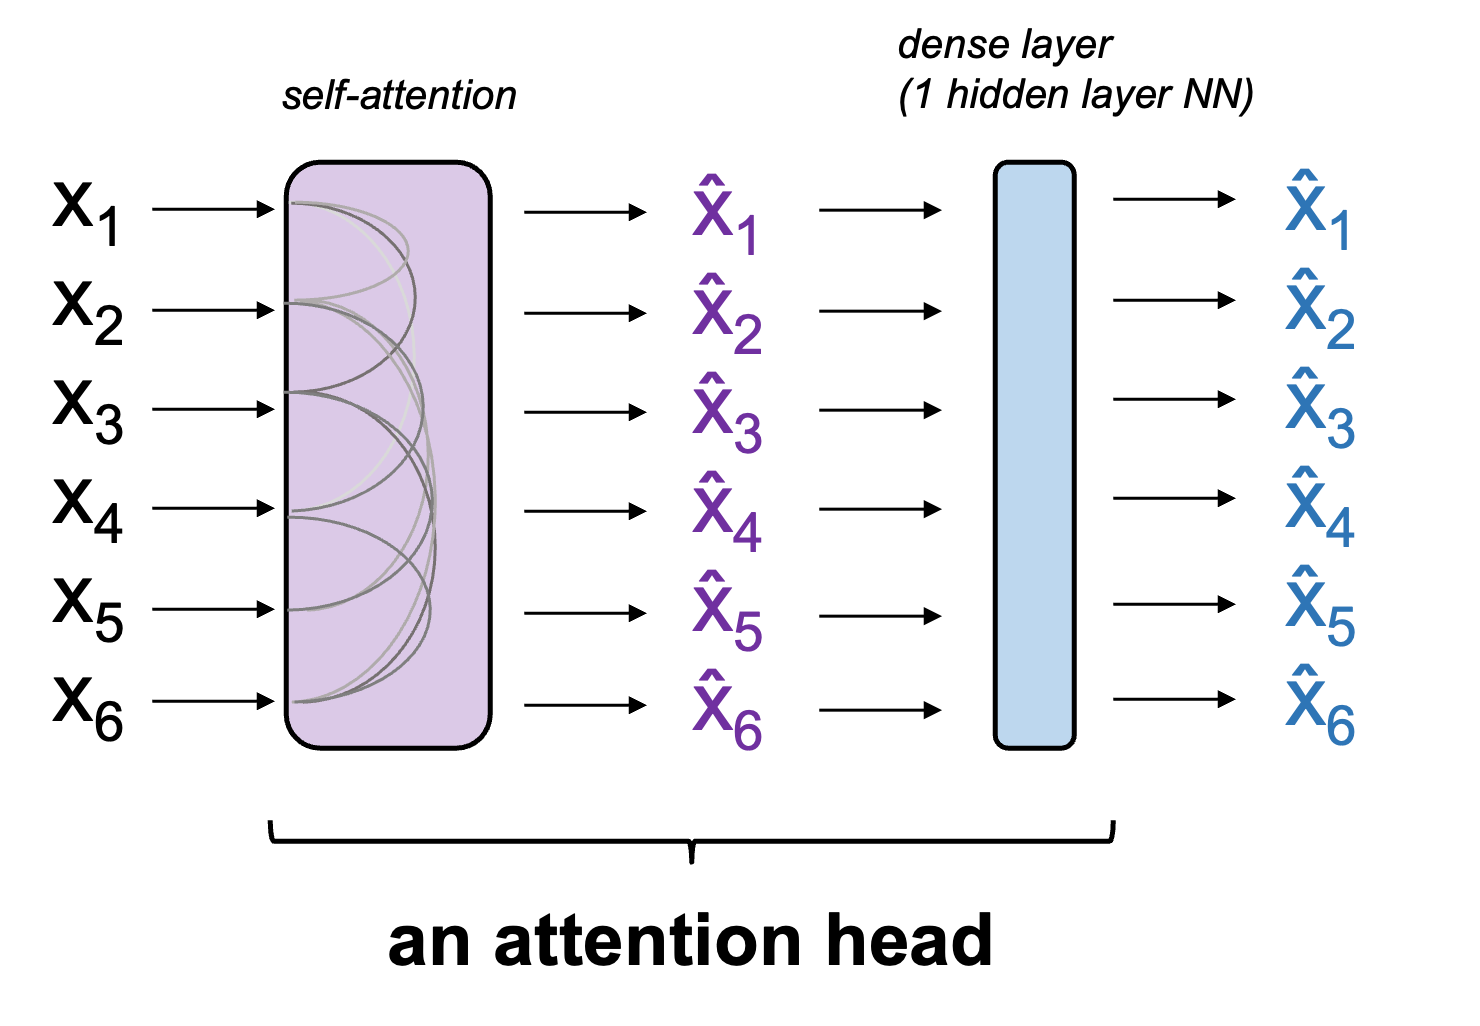 dense layer
self-attention
(1 hidden layer NN)
x₁ x̂₁ x̂₁
x₂ x̂₂ x̂₂
x₃ x̂₃ x̂₃
x₄ x̂₄ x̂₄
x₅ x̂₅ x̂₅
x₆ x̂₆ x̂₆
an attention head